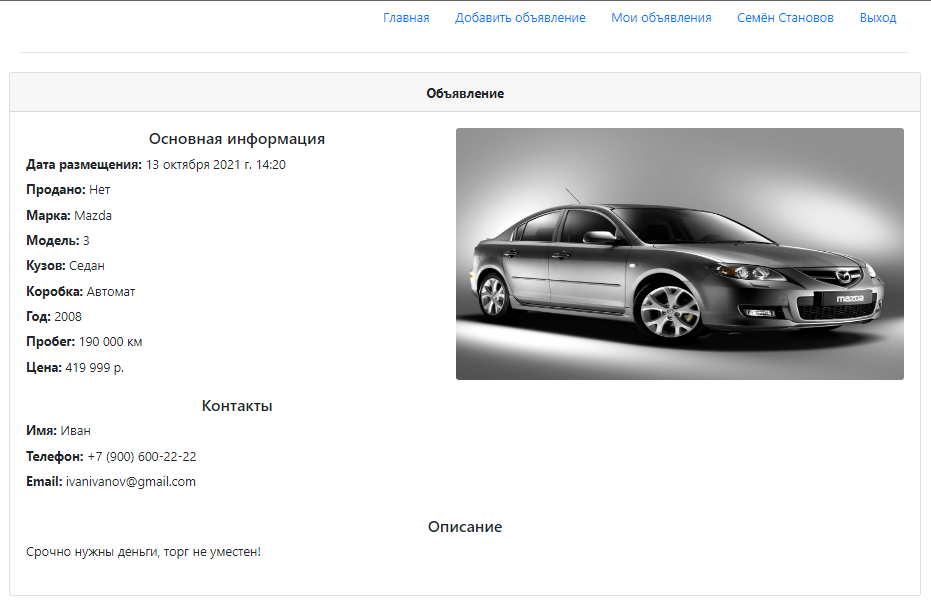 Главная Добавить объявление Мои объявления Семён Становов Выход
Объявление
Основная информация
Дата размещения: 13 октября 2021 г. 14:20
Продано: Нет
Марка: Mazda
Модель: 3
Кузов: Седан
Коробка: Автомат
Год: 2008
Пробег: 190 000 км
Цена: 419 999 р.
mazda
Контакты
Имя: Иван
Телефон: +7 (900) 600-22-22
Email: ivanivanov@gmail.com
Описание
Срочно нужны деньги, торг не уместен!